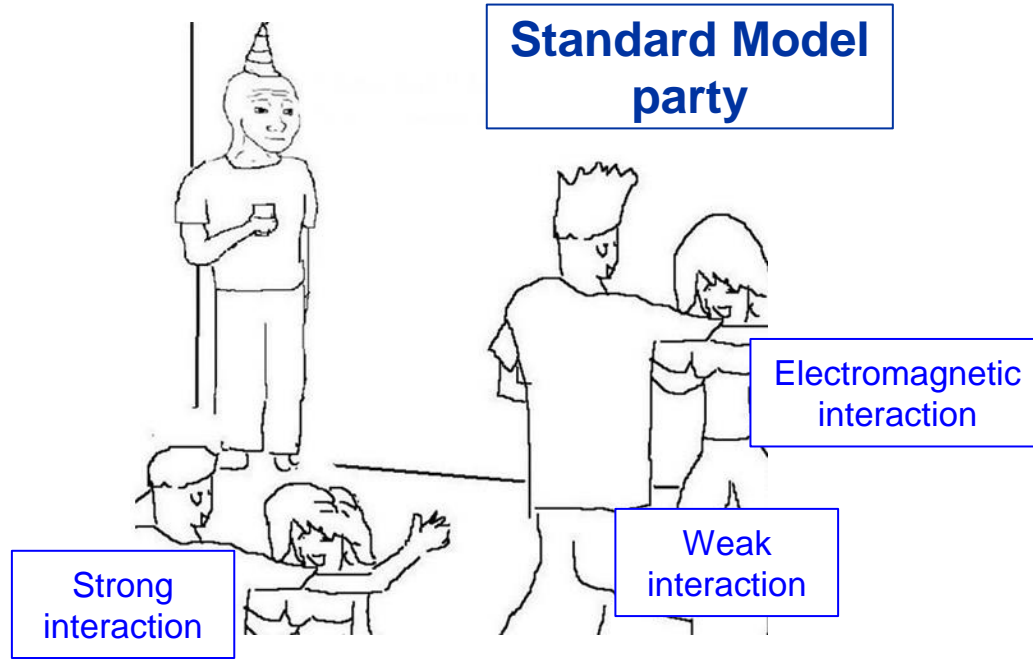 Standard Model
party
Electromagnetic
interaction
Weak
interaction
Strong
interaction